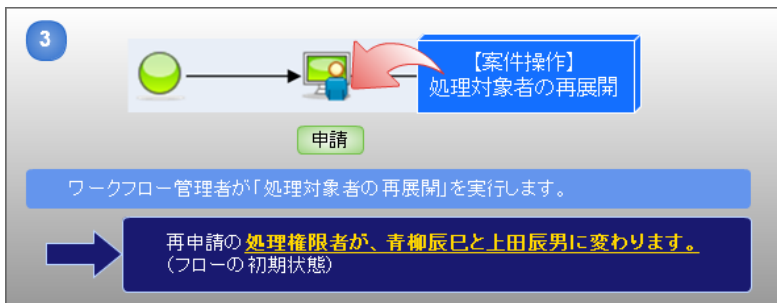 3
【案件操作】
処理対象者の再展開
申請
ワークフロー管理者が「処理対象者の再展開」を実行します。
再申請の処理権限者が、青柳辰巳と上田辰男に変わります。
(フローの初期状態)